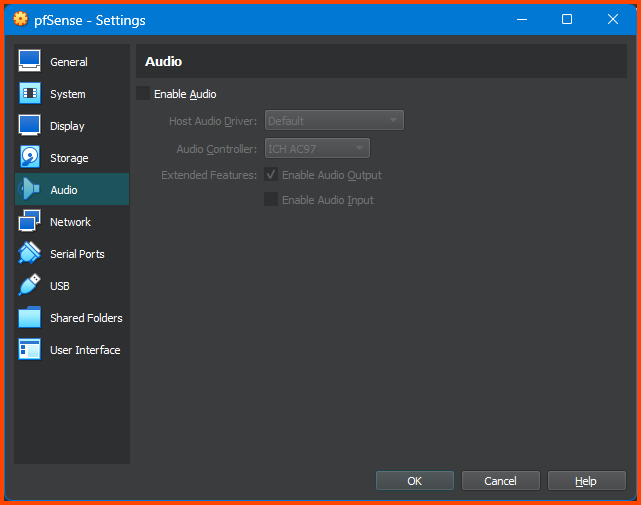 pfSense - Settings
General
System
Display
Storage
Audio
Network
Serial Ports
USB
Shared Folders
User Interface
Audio
Enable Audio
Host Audio Driver: Default
Audio Controller: ICH AC97
Extended Features: Enable Audio Output
Enable Audio Input
OK Cancel Help